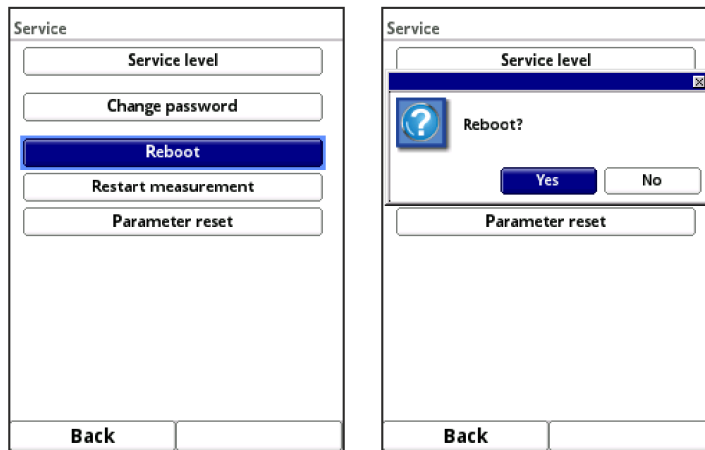 Service
Service level
Change password
Reboot
Restart measurement
Parameter reset
Back
Service
Service level
Reboot?
Yes
No
Parameter reset
Back